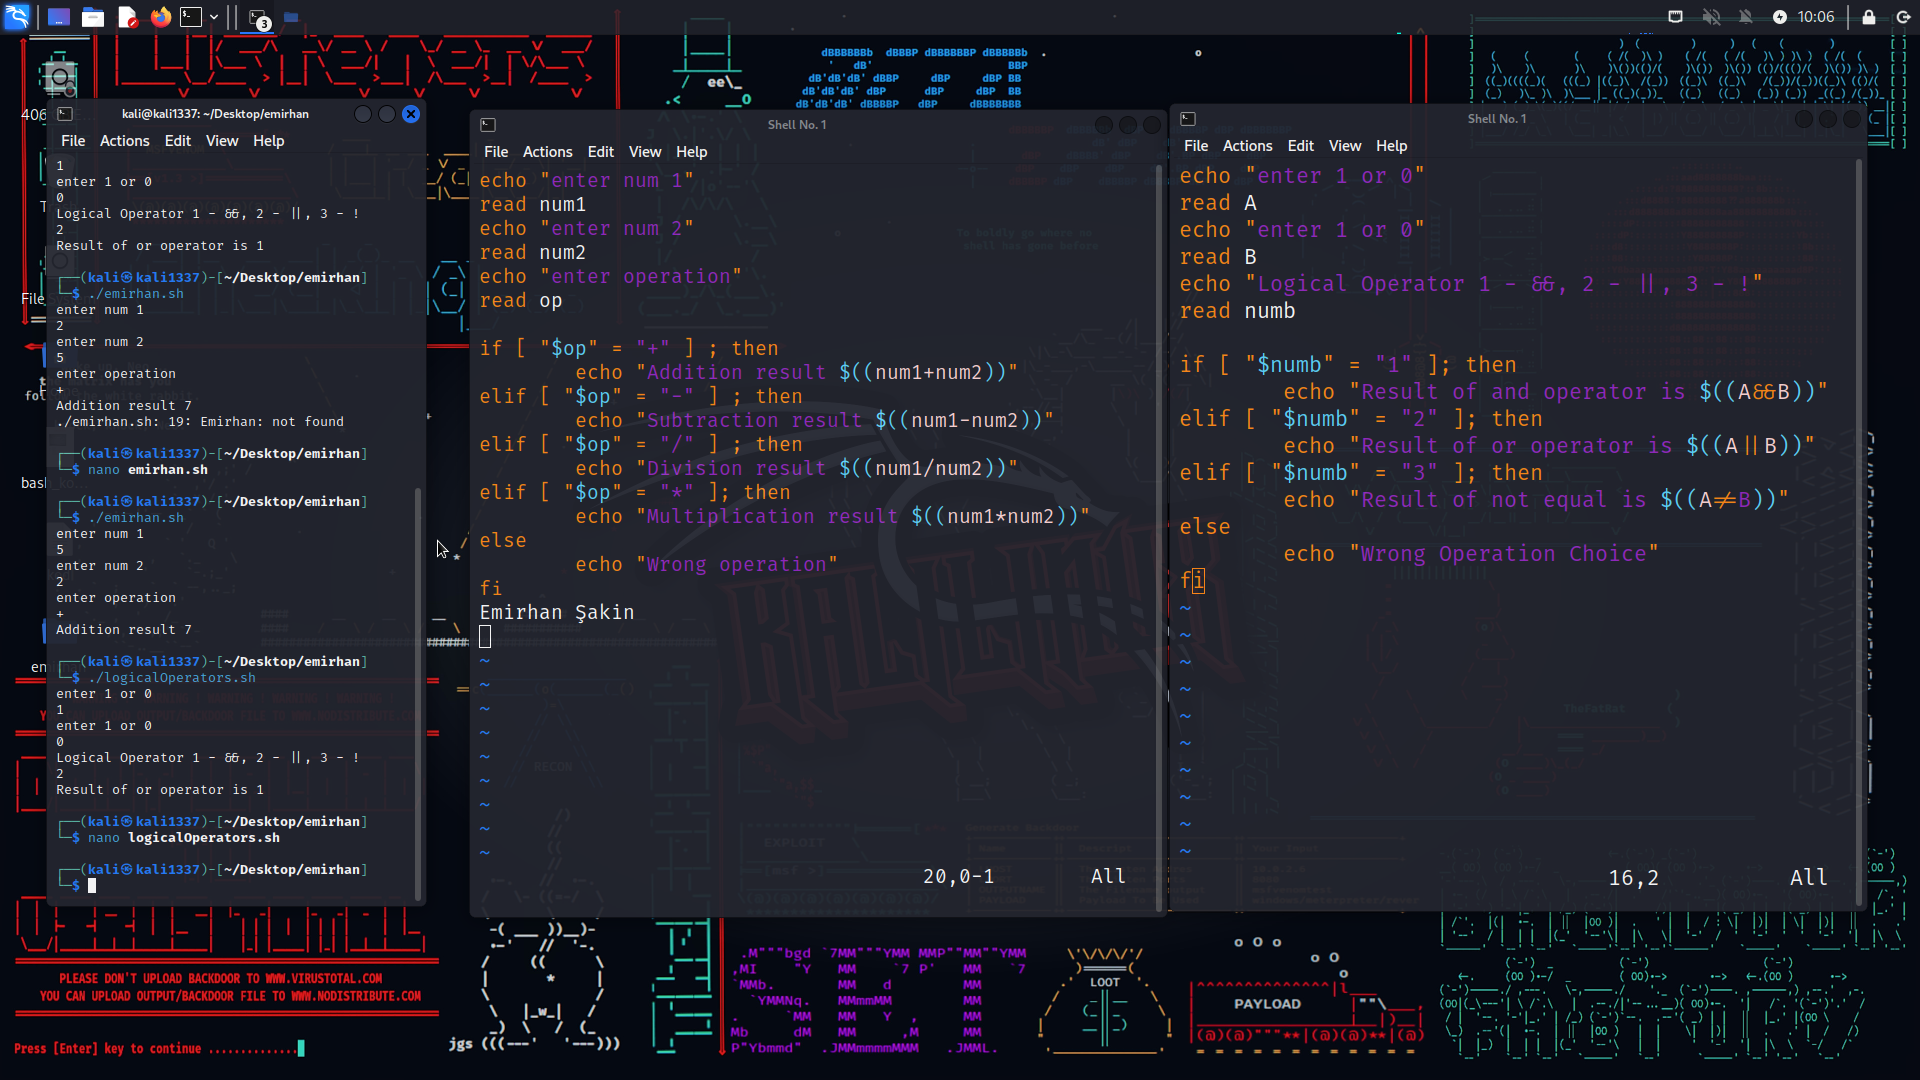 10:06
3
kali@kali1337: ~/Desktop/emirhan
File Actions Edit View Help
1
enter 1 or 0
0
Logical Operator 1 - &&, 2 - ||, 3 - !
2
Result of or operator is 1
┌──(kali㉿kali1337)-[~/Desktop/emirhan]
└─$ ./emirhan.sh
enter num 1
2
enter num 2
5
enter operation
+
Addition result 7
./emirhan.sh: 19: Emirhan: not found
┌──(kali㉿kali1337)-[~/Desktop/emirhan]
└─$ nano emirhan.sh
┌──(kali㉿kali1337)-[~/Desktop/emirhan]
└─$ ./emirhan.sh
enter num 1
5
enter num 2
2
enter operation
+
Addition result 7
┌──(kali㉿kali1337)-[~/Desktop/emirhan]
└─$ ./logicalOperators.sh
enter 1 or 0
1
enter 1 or 0
0
Logical Operator 1 - &&, 2 - ||, 3 - !
2
Result of or operator is 1
┌──(kali㉿kali1337)-[~/Desktop/emirhan]
└─$ nano logicalOperators.sh
┌──(kali㉿kali1337)-[~/Desktop/emirhan]
└─$
Shell No. 1
File Actions Edit View Help
echo "enter num 1"
read num1
echo "enter num 2"
read num2
echo "enter operation"
read op
if [ "$op" = "+" ] ; then
echo "Addition result $((num1+num2))"
elif [ "$op" = "-" ] ; then
echo "Subtraction result $((num1-num2))"
elif [ "$op" = "/" ] ; then
echo "Division result $((num1/num2))"
elif [ "$op" = "*" ]; then
echo "Multiplication result $((num1*num2))"
else
echo "Wrong operation"
fi
Emirhan Şakin
20,0-1 All
Shell No. 1
File Actions Edit View Help
echo "enter 1 or 0"
read A
echo "enter 1 or 0"
read B
echo "Logical Operator 1 - &&, 2 - ||, 3 - !"
read numb
if [ "$numb" = "1" ]; then
echo "Result of and operator is $((A&&B))"
elif [ "$numb" = "2" ]; then
echo "Result of or operator is $((A||B))"
elif [ "$numb" = "3" ]; then
echo "Result of not equal is $((A≠B))"
else
echo "Wrong Operation Choice"
fi
16,2 All
RECON
EXPLOIT
LOOT
PAYLOAD
jgs
PLEASE DON'T UPLOAD BACKDOOR TO WWW.VIRUSTOTAL.COM
YOU CAN UPLOAD OUTPUT/BACKDOOR FILE TO WWW.NODISTRIBUTE.COM
Press [Enter] key to continue ..............